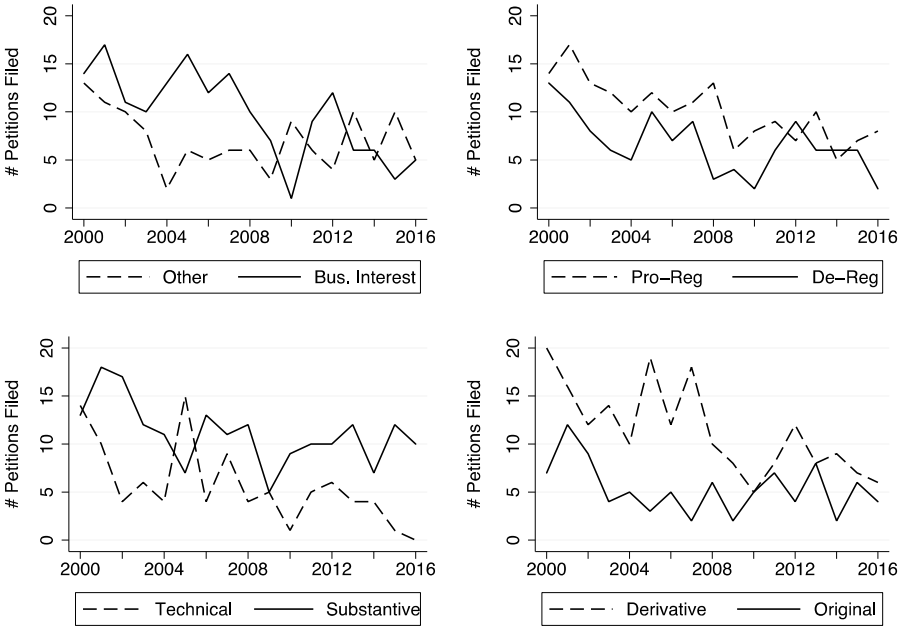 # Petitions Filed
20
15
10
5
0
2000 2004 2008 2012 2016
Other Bus. Interest
# Petitions Filed
20
15
10
5
0
2000 2004 2008 2012 2016
Pro-Reg De-Reg
# Petitions Filed
20
15
10
5
0
2000 2004 2008 2012 2016
Technical Substantive
# Petitions Filed
20
15
10
5
0
2000 2004 2008 2012 2016
Derivative Original